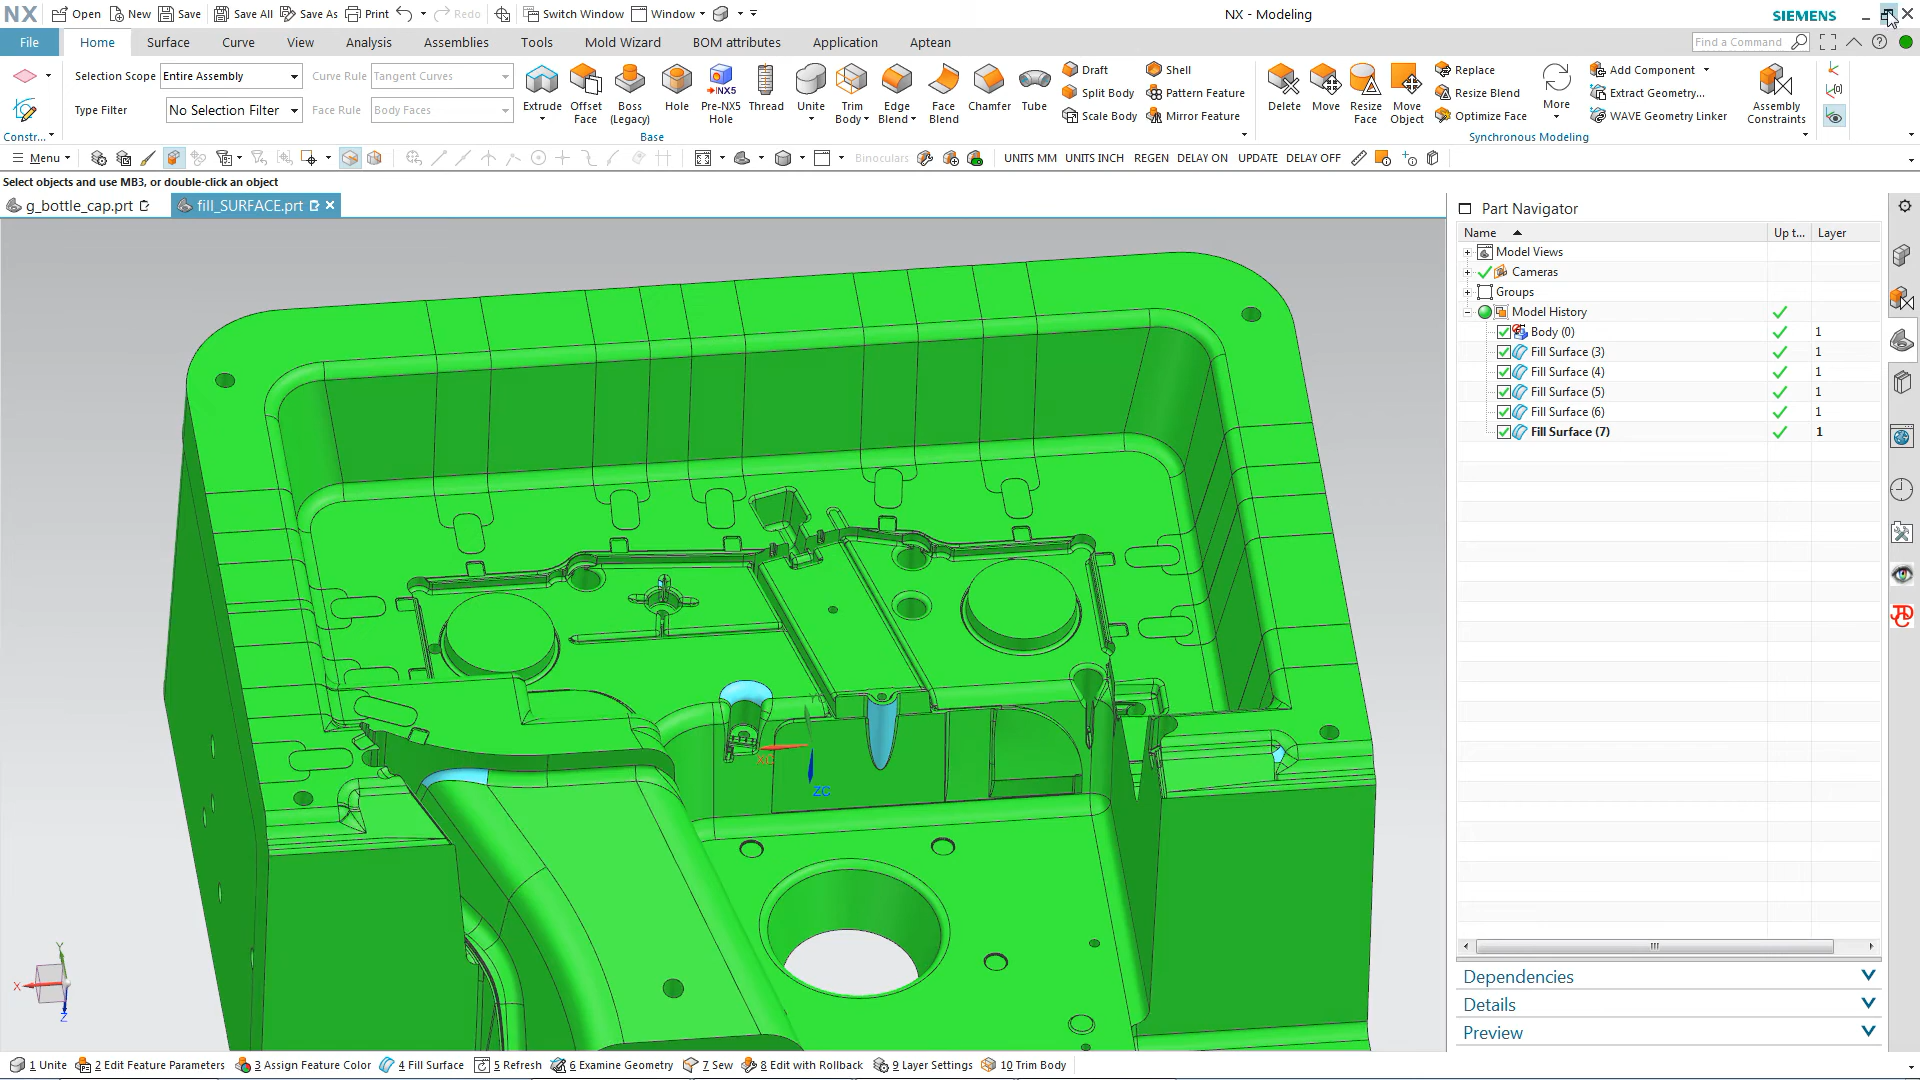 NX Open New Save Save All Save As Print Redo Switch Window Window NX - Modeling SIEMENS
File Home Surface Curve View Analysis Assemblies Tools Mold Wizard BOM attributes Application Aptean Find a Command
Selection Scope Entire Assembly Curve Rule Tangent Curves
Type Filter No Selection Filter Face Rule Body Faces
Constr...
Extrude Offset Face Boss (Legacy) Hole NX5 Pre-NX5 Hole Thread Unite Trim Body Edge Blend Face Blend Chamfer Tube
Draft Shell
Split Body Pattern Feature
Scale Body Mirror Feature
Base
Delete Move Resize Face Move Object
Replace
Resize Blend
Optimize Face
More
Synchronous Modeling
Add Component
Extract Geometry...
WAVE Geometry Linker
Assembly Constraints
Menu Binoculars UNITS MM UNITS INCH REGEN DELAY ON UPDATE DELAY OFF
Select objects and use MB3, or double-click an object
g_bottle_cap.prt fill_SURFACE.prt
Part Navigator
Name Up t... Layer
Model Views
Cameras
Groups
Model History
Body (0) 1
Fill Surface (3) 1
Fill Surface (4) 1
Fill Surface (5) 1
Fill Surface (6) 1
Fill Surface (7) 1
XC
ZC
Y
X
Z
Dependencies
Details
Preview
1 Unite 2 Edit Feature Parameters 3 Assign Feature Color 4 Fill Surface 5 Refresh 6 Examine Geometry 7 Sew 8 Edit with Rollback 9 Layer Settings 10 Trim Body